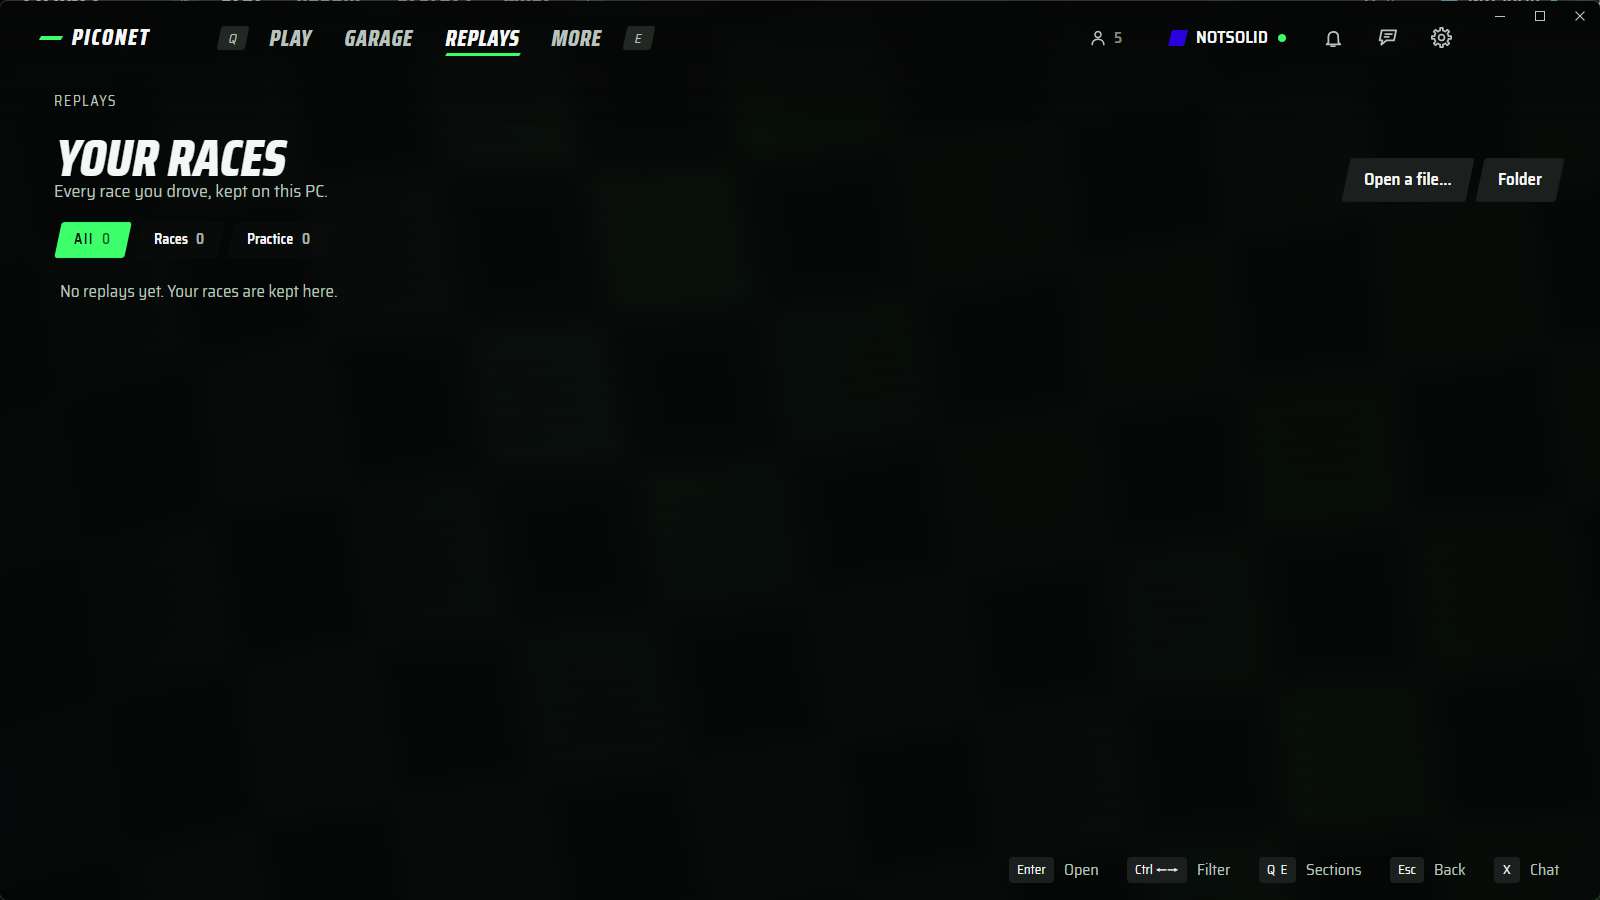 PICONET
Q PLAY GARAGE REPLAYS MORE E
5 NOTSOLID
REPLAYS
YOUR RACES
Every race you drove, kept on this PC.
Open a file... Folder
All 0 Races 0 Practice 0
No replays yet. Your races are kept here.
Enter Open Ctrl ←→ Filter Q E Sections Esc Back X Chat